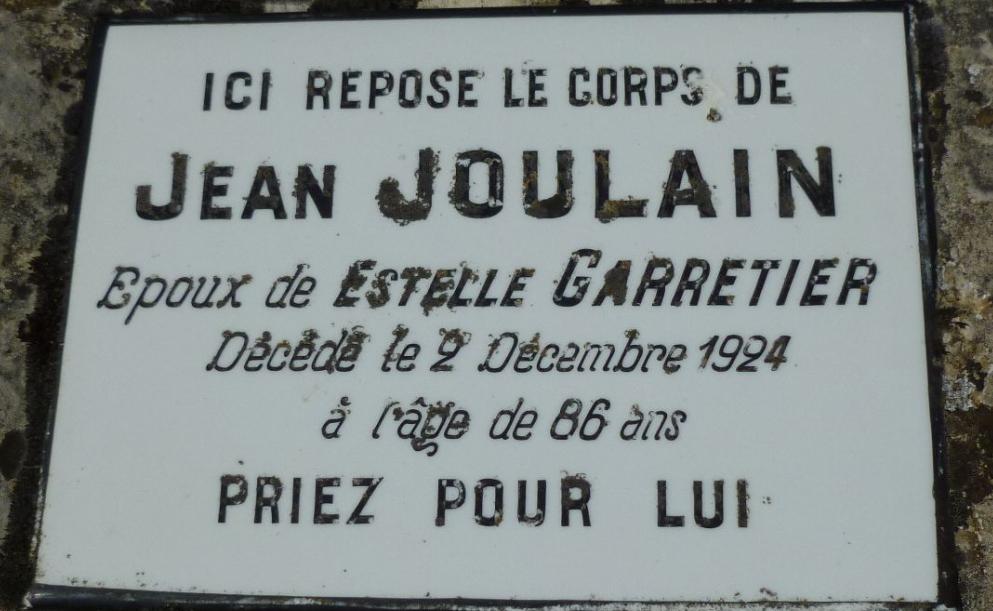 ICI REPOSE LE CORPS DE
JEAN JOULAIN
Epoux de ESTELLE GARRETIER
Décédé le 2 Décembre 1924
à l'âge de 86 ans
PRIEZ POUR LUI